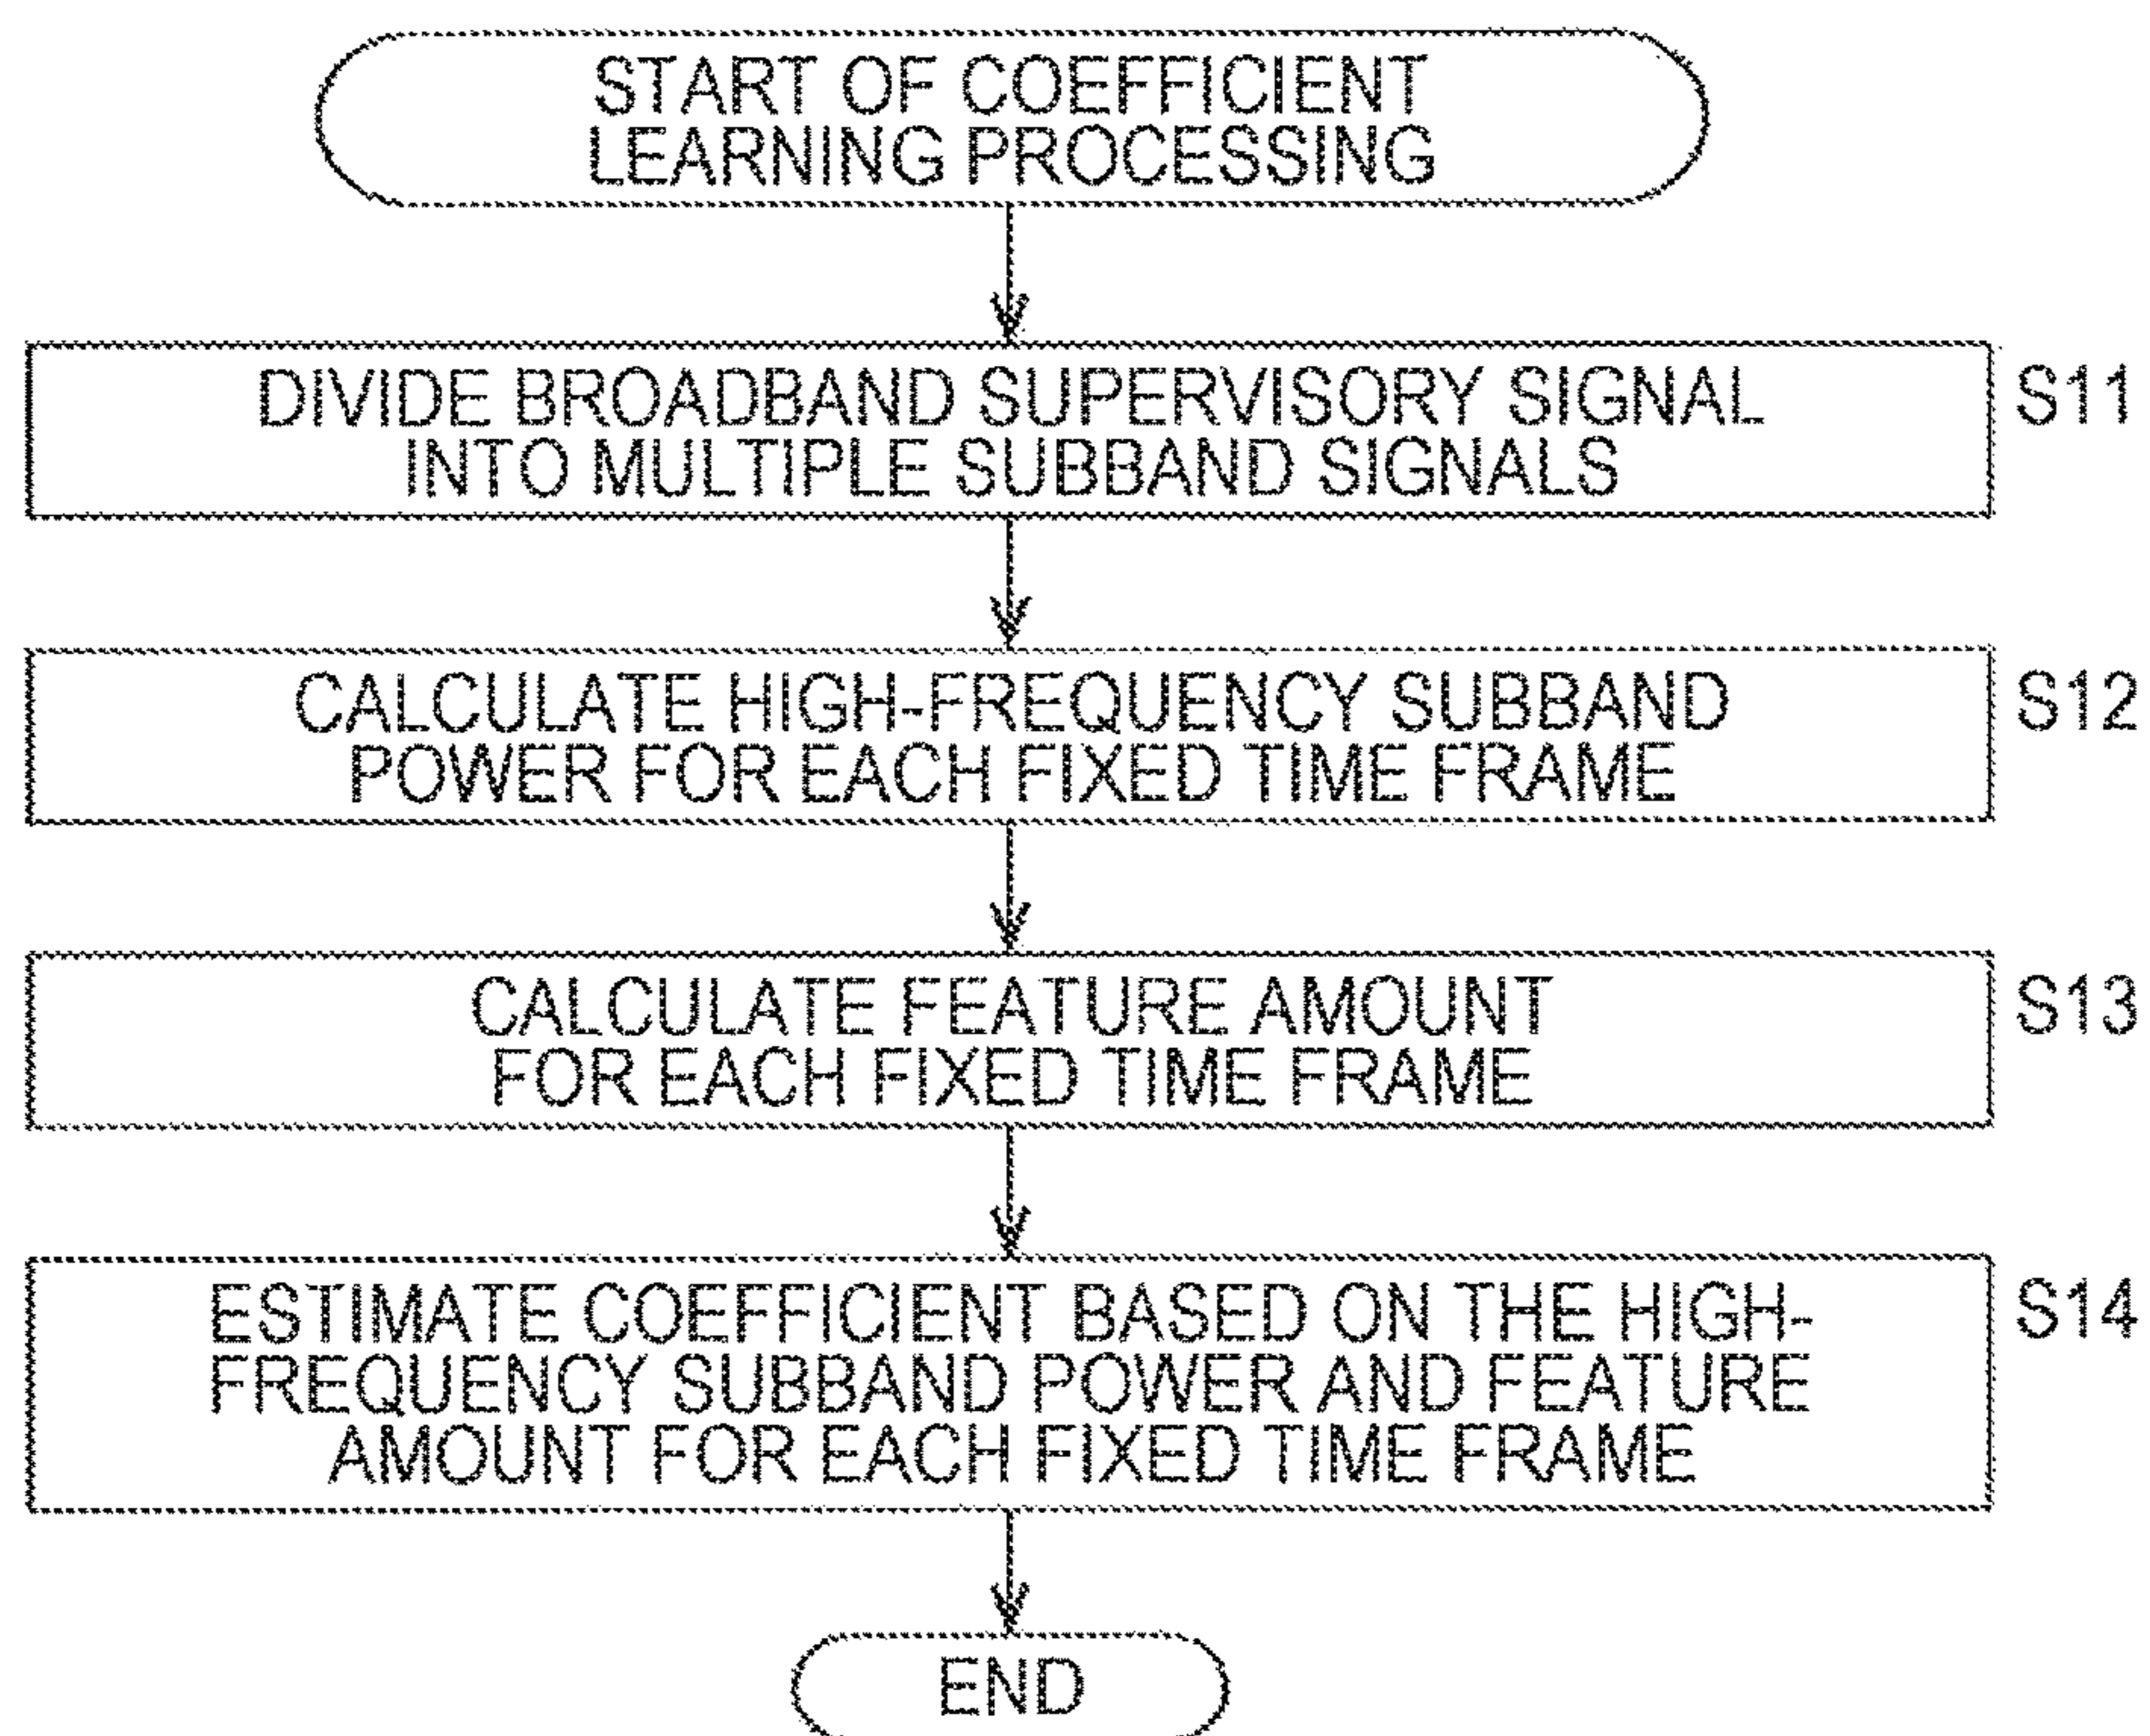 START OF COEFFICIENT
LEARNING PROCESSING
DIVIDE BROADBAND SUPERVISORY SIGNAL
INTO MULTIPLE SUBBAND SIGNALS
S11
CALCULATE HIGH-FREQUENCY SUBBAND
POWER FOR EACH FIXED TIME FRAME
S12
CALCULATE FEATURE AMOUNT
FOR EACH FIXED TIME FRAME
S13
ESTIMATE COEFFICIENT BASED ON THE HIGH-
FREQUENCY SUBBAND POWER AND FEATURE
AMOUNT FOR EACH FIXED TIME FRAME
S14
END